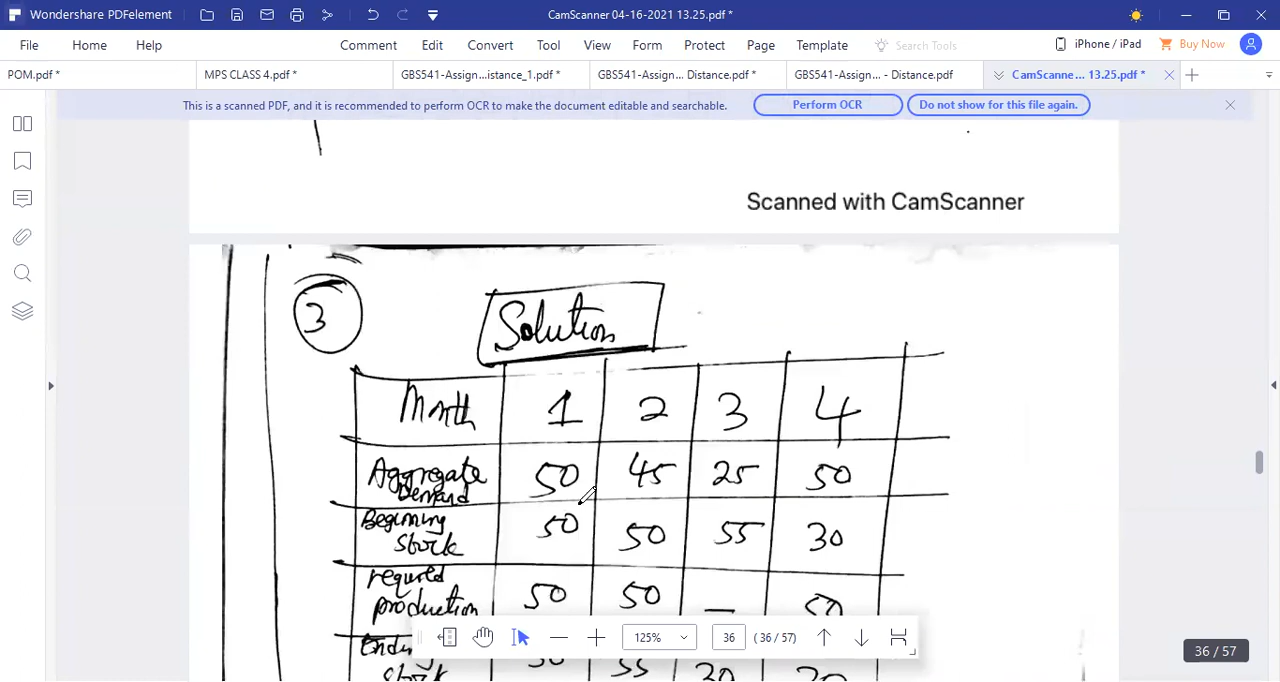 Wondershare PDFelement
CamScanner 04-16-2021 13.25.pdf *
File Home Help Comment Edit Convert Tool View Form Protect Page Template Search Tools iPhone / iPad Buy Now
POM.pdf * MPS CLASS 4.pdf * GBS541-Assign...istance_1.pdf * GBS541-Assign... Distance.pdf * GBS541-Assign... - Distance.pdf CamScanne... 13.25.pdf *
This is a scanned PDF, and it is recommended to perform OCR to make the document editable and searchable. Perform OCR Do not show for this file again.
Scanned with CamScanner
3 Solution
Month 1 2 3 4
Aggregate Demand 50 45 25 50
Beginning Stock 50 50 55 30
required production 50 50 — 50
55 30
125% 36 (36 / 57)
36 / 57